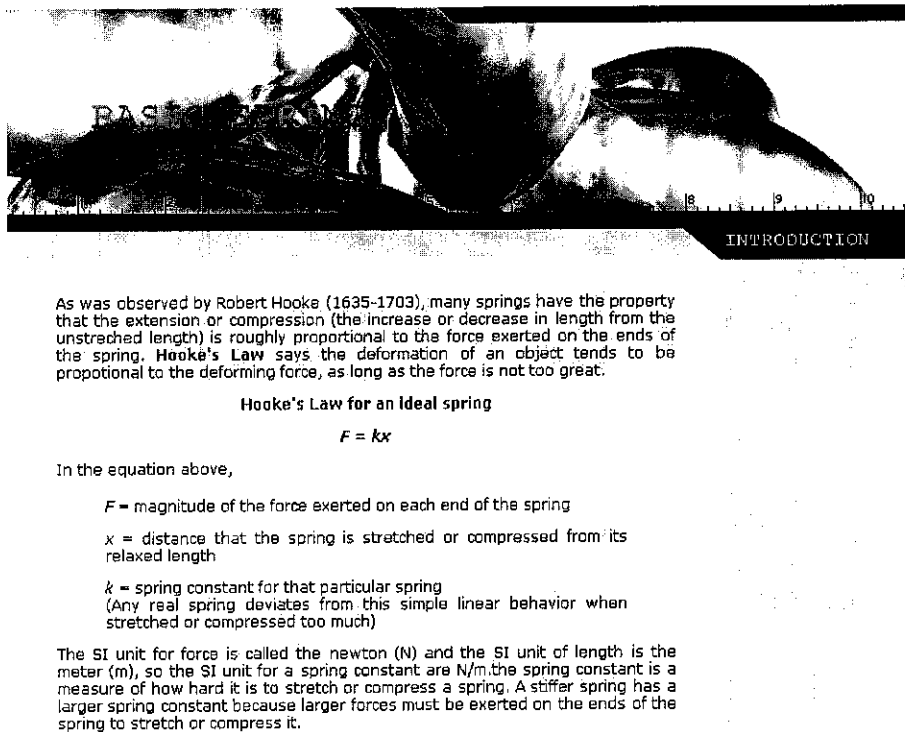 BASIC SPRING
8 9 10
INTRODUCTION
As was observed by Robert Hooke (1635-1703), many springs have the property
that the extension or compression (the increase or decrease in length from the
unstreched length) is roughly proportional to the force exerted on the ends of
the spring. Hooke's Law says the deformation of an object tends to be
propotional to the deforming force, as long as the force is not too great.
Hooke's Law for an ideal spring
F = kx
In the equation above,
F = magnitude of the force exerted on each end of the spring
x = distance that the spring is stretched or compressed from its
relaxed length
k = spring constant for that particular spring
(Any real spring deviates from this simple linear behavior when
stretched or compressed too much)
The SI unit for force is called the newton (N) and the SI unit of length is the
meter (m), so the SI unit for a spring constant are N/m.the spring constant is a
measure of how hard it is to stretch or compress a spring. A stiffer spring has a
larger spring constant because larger forces must be exerted on the ends of the
spring to stretch or compress it.